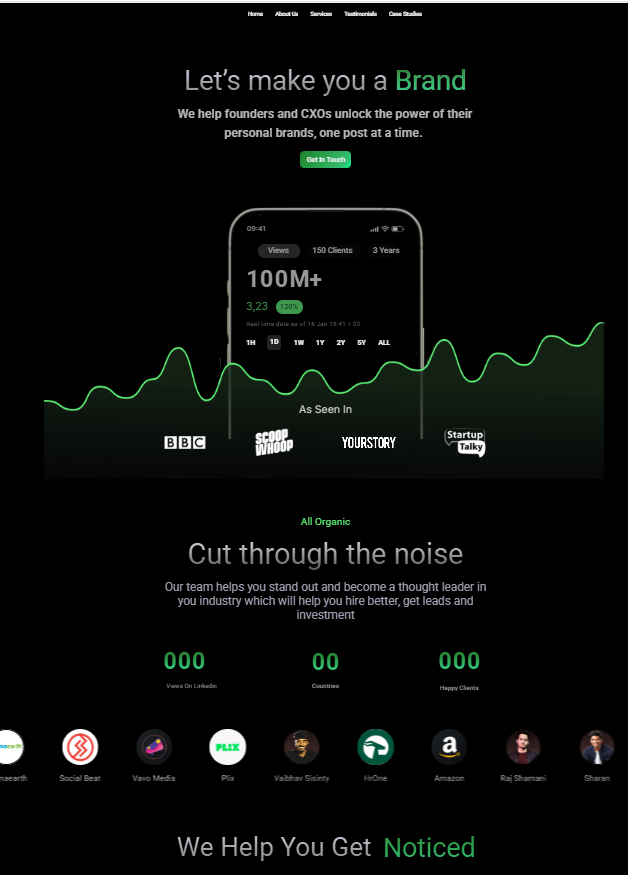 Home About Us Services Testimonials Case Studies
Let's make you a Brand
We help founders and CXOs unlock the power of their
personal brands, one post at a time.
Get In Touch
09:41
Views 150 Clients 3 Years
100M+
3,23 120%
Real-time data as of 16 Jan 19:41 + 02
1H 1D 1W 1Y 2Y 5Y ALL
As Seen In
BBC SCOOP WHOOP YOURSTORY Startup Talky
All Organic
Cut through the noise
Our team helps you stand out and become a thought leader in
you industry which will help you hire better, get leads and
investment
000 00 000
Views On Linkedin Countries Happy Clients
PLIX
naearth Social Beat Vavo Media Plix Vaibhav Sisinty HrOne Amazon Raj Shamani Sharan
We Help You Get Noticed